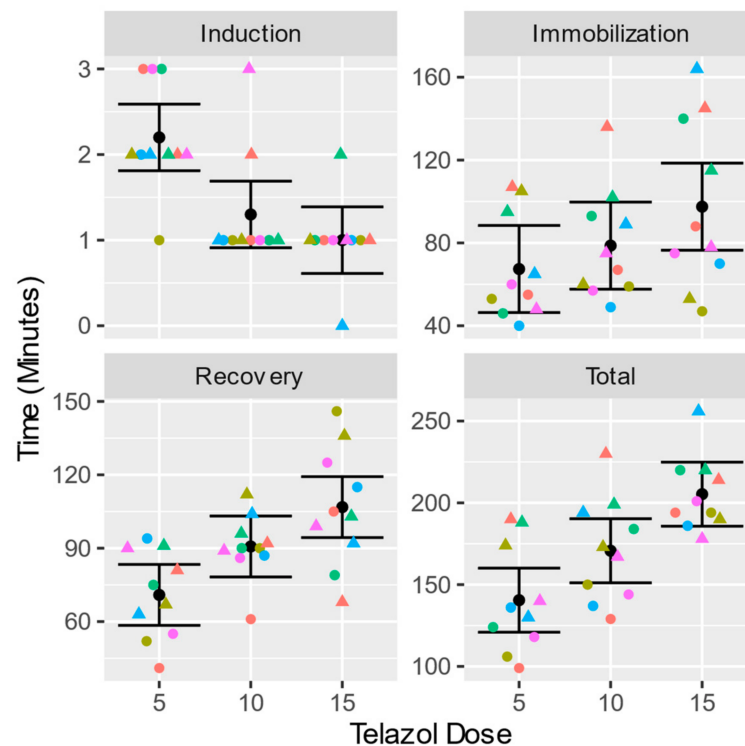 Induction
Immobilization
3
2
1
0
160
120
80
40
Recovery
Total
150
120
90
60
250
200
150
100
5 10 15
5 10 15
Time (Minutes)
Telazol Dose